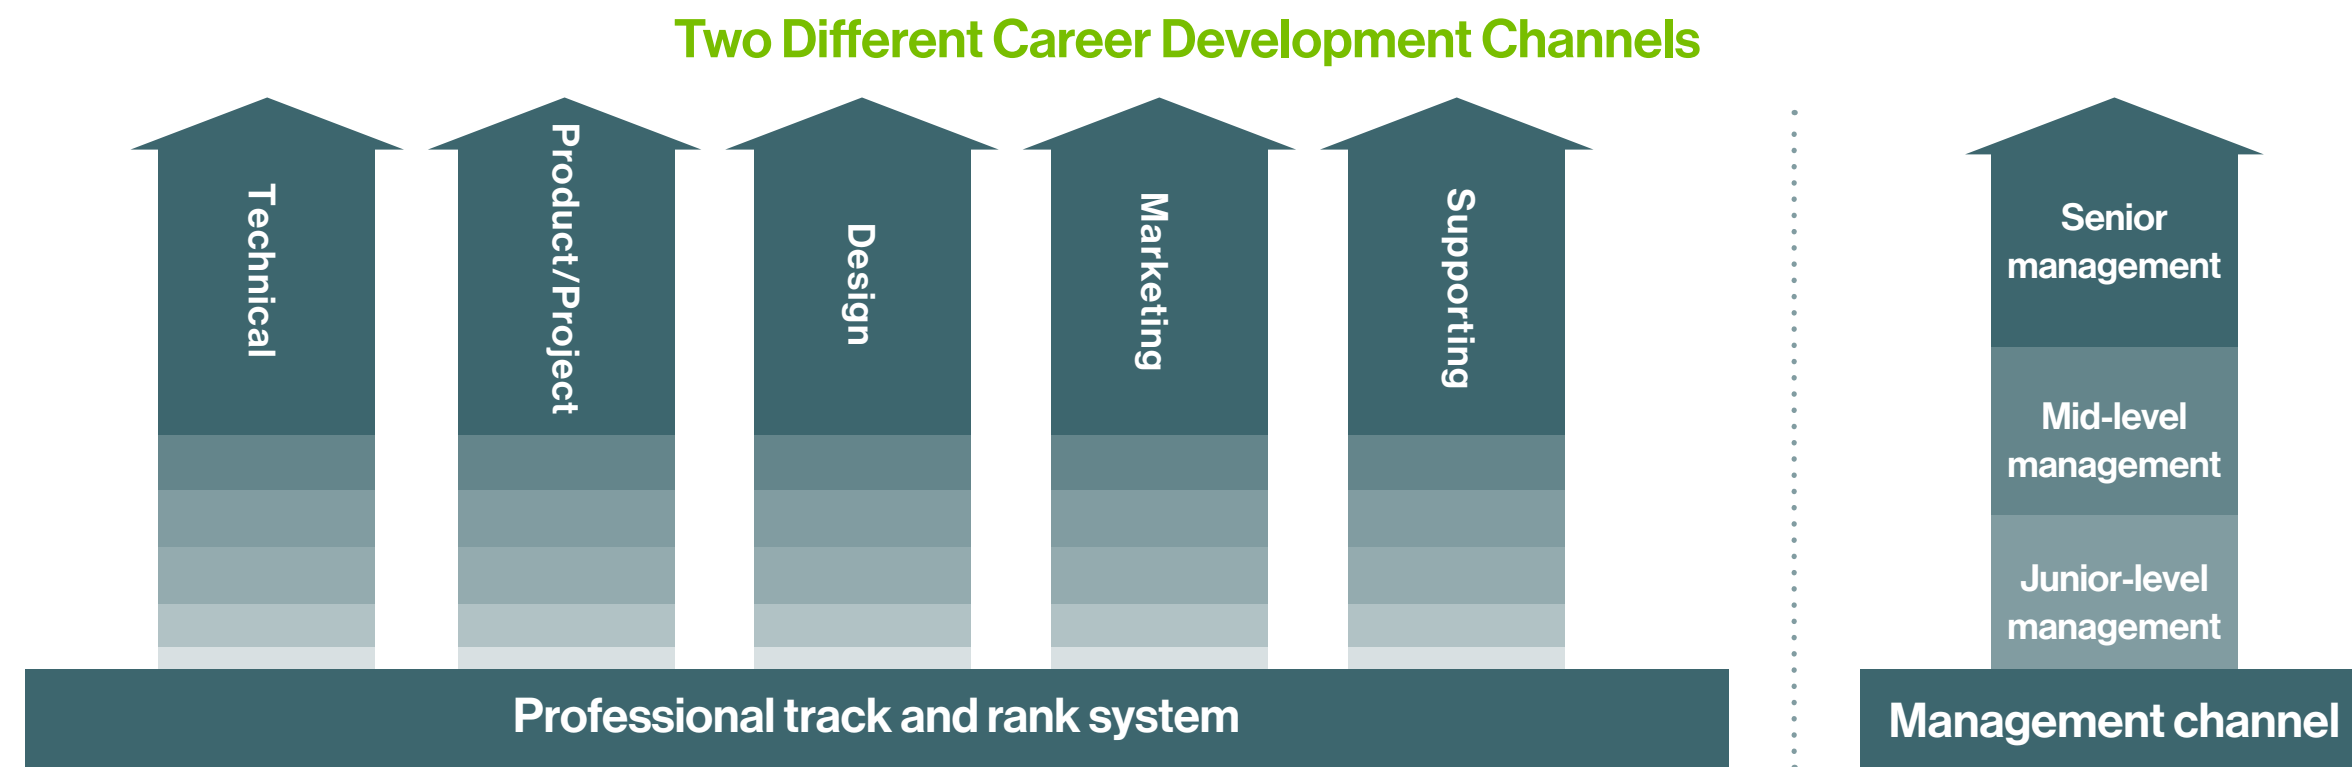 Two Different Career Development Channels
Technical
Product/Project
Design
Marketing
Supporting
Professional track and rank system
Senior
management
Mid-level
management
Junior-level
management
Management channel